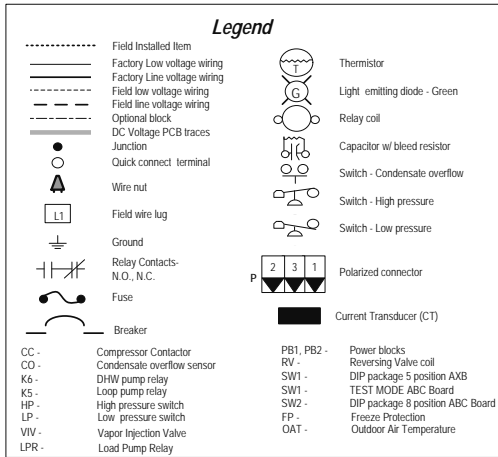 Legend
Field Installed Item
Factory Low voltage wiring
Factory Line voltage wiring
Field low voltage wiring
Field line voltage wiring
Optional block
DC Voltage PCB traces
Junction
Quick connect terminal
Wire nut
L1
Field wire lug
Ground
Relay Contacts-
N.O., N.C.
Fuse
Breaker
T
Thermistor
G
Light emitting diode - Green
Relay coil
Capacitor w/ bleed resistor
Switch - Condensate overflow
Switch - High pressure
Switch - Low pressure
P
2 3 1
Polarized connector
Current Transducer (CT)
CC - Compressor Contactor
CO - Condensate overflow sensor
K6 - DHW pump relay
K5 - Loop pump relay
HP - High pressure switch
LP - Low pressure switch
VIV - Vapor Injection Valve
LPR - Load Pump Relay
PB1, PB2 - Power blocks
RV - Reversing Valve coil
SW1 - DIP package 5 position AXB
SW1 - TEST MODE ABC Board
SW2 - DIP package 8 position ABC Board
FP - Freeze Protection
OAT - Outdoor Air Temperature